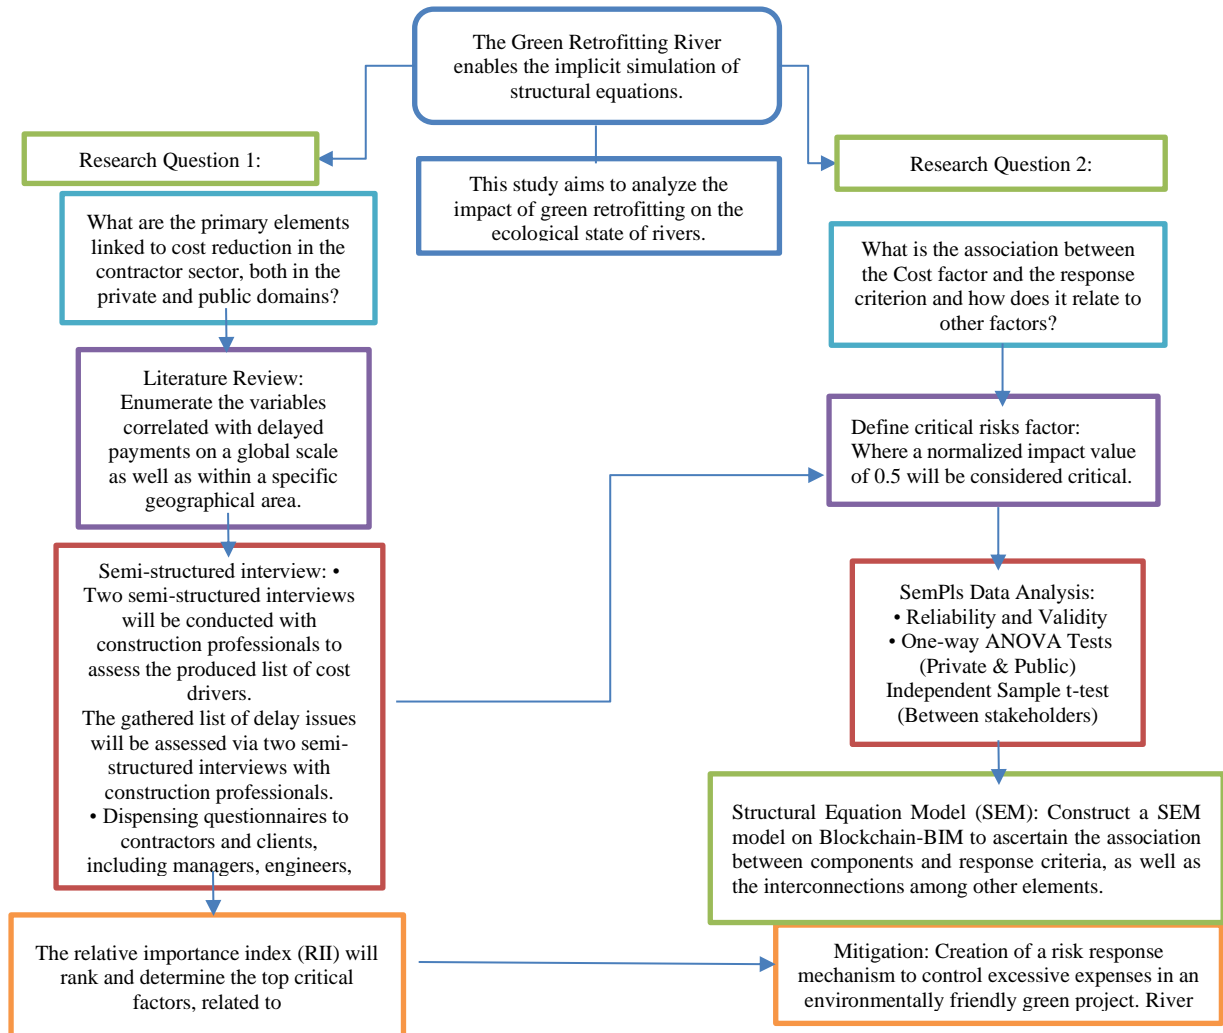 The Green Retrofitting River
enables the implicit simulation of
structural equations.
Research Question 1:
This study aims to analyze the
impact of green retrofitting on the
ecological state of rivers.
Research Question 2:
What are the primary elements
linked to cost reduction in the
contractor sector, both in the
private and public domains?
What is the association between
the Cost factor and the response
criterion and how does it relate to
other factors?
Literature Review:
Enumerate the variables
correlated with delayed
payments on a global scale
as well as within a specific
geographical area.
Define critical risks factor:
Where a normalized impact value
of 0.5 will be considered critical.
Semi-structured interview: •
Two semi-structured interviews
will be conducted with
construction professionals to
assess the produced list of cost
drivers.
The gathered list of delay issues
will be assessed via two semi-
structured interviews with
construction professionals.
• Dispensing questionnaires to
contractors and clients,
including managers, engineers,
SemPls Data Analysis:
• Reliability and Validity
• One-way ANOVA Tests
(Private & Public)
Independent Sample t-test
(Between stakeholders)
Structural Equation Model (SEM): Construct a SEM
model on Blockchain-BIM to ascertain the association
between components and response criteria, as well as
the interconnections among other elements.
The relative importance index (RII) will
rank and determine the top critical
factors, related to
Mitigation: Creation of a risk response
mechanism to control excessive expenses in an
environmentally friendly green project. River